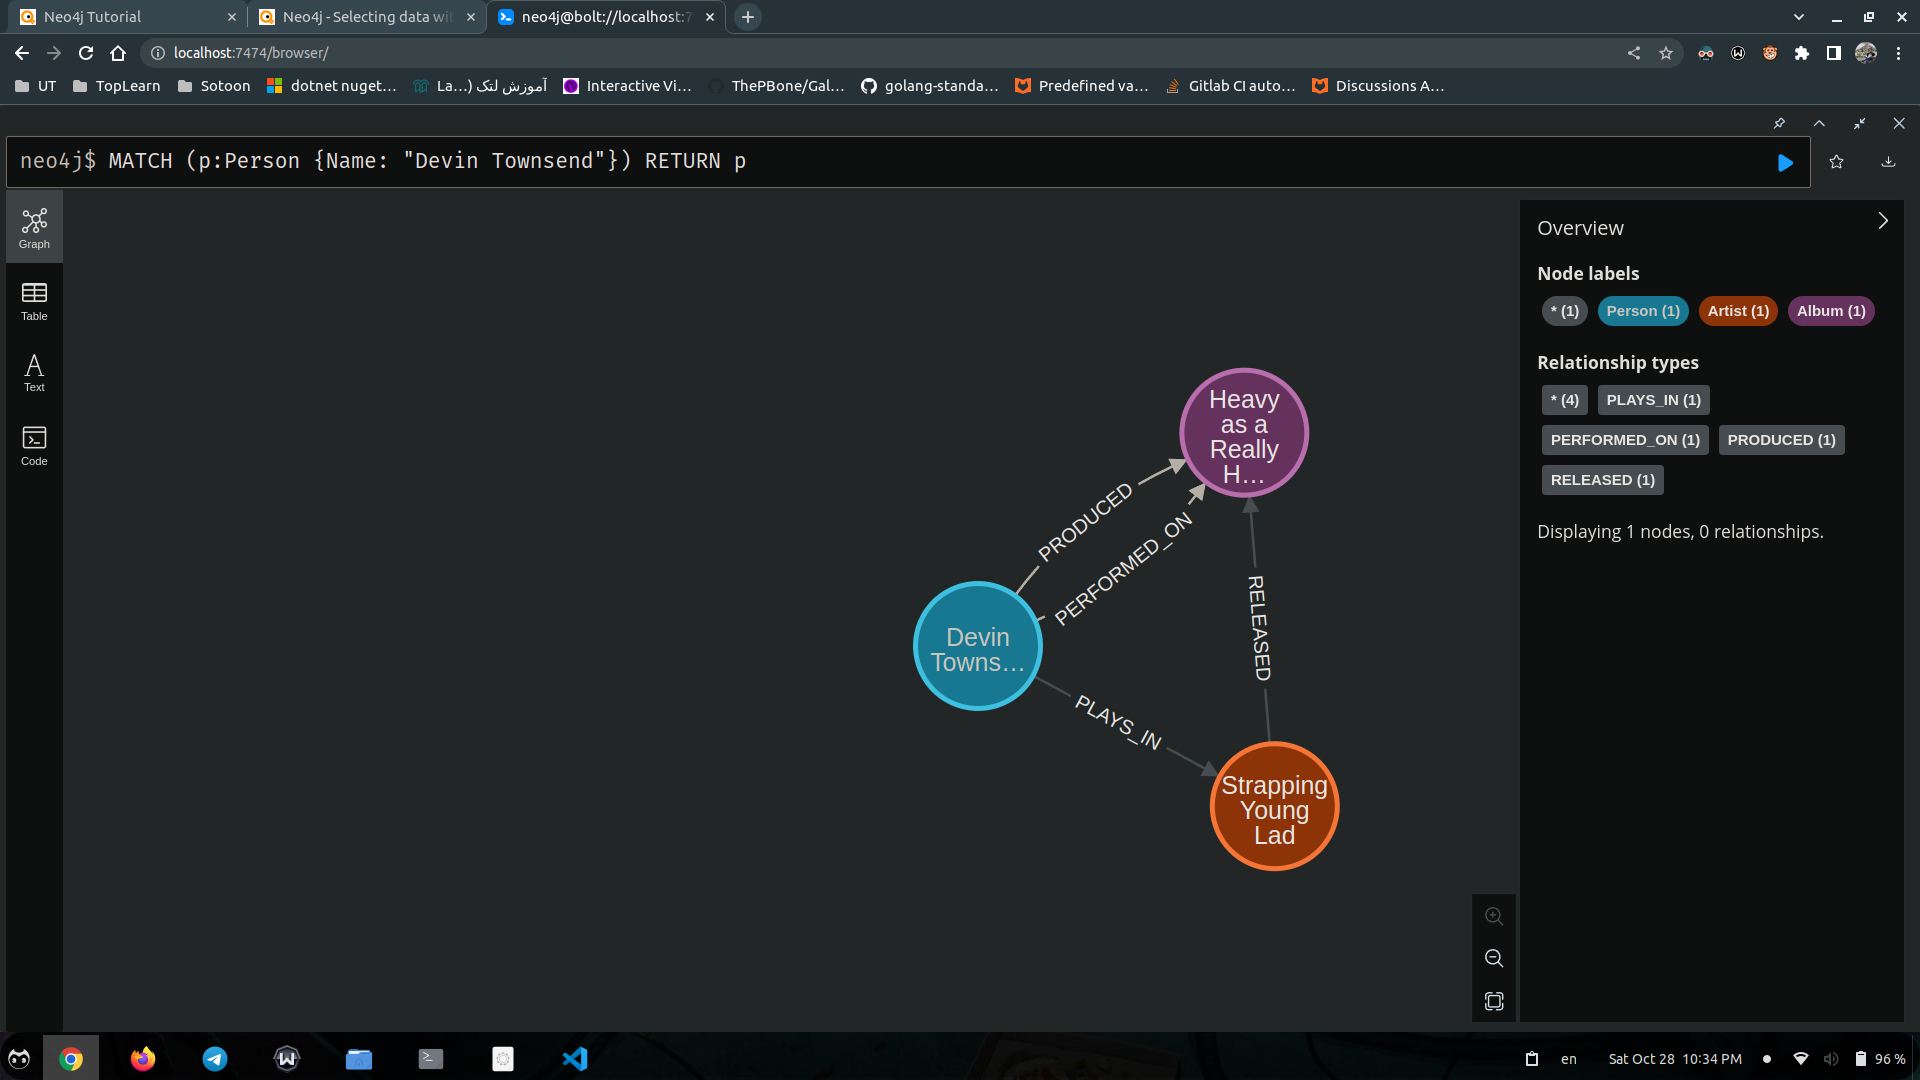 Neo4j Tutorial
Neo4j - Selecting data wit
neo4j@bolt://localhost:7
localhost:7474/browser/
UT
TopLearn
Sotoon
dotnet nuget...
آموزش لتک (La...
Interactive Vi...
ThePBone/Gal...
golang-standa...
Predefined va...
Gitlab CI auto...
Discussions A...
neo4j$ MATCH (p:Person {Name: "Devin Townsend"}) RETURN p
Graph
Table
Text
Code
Heavy
as a
Really
H...
PRODUCED
PERFORMED_ON
RELEASED
Devin
Towns...
PLAYS_IN
Strapping
Young
Lad
Overview
Node labels
* (1) Person (1) Artist (1) Album (1)
Relationship types
* (4) PLAYS_IN (1)
PERFORMED_ON (1) PRODUCED (1)
RELEASED (1)
Displaying 1 nodes, 0 relationships.
en
Sat Oct 28 10:34 PM
96 %